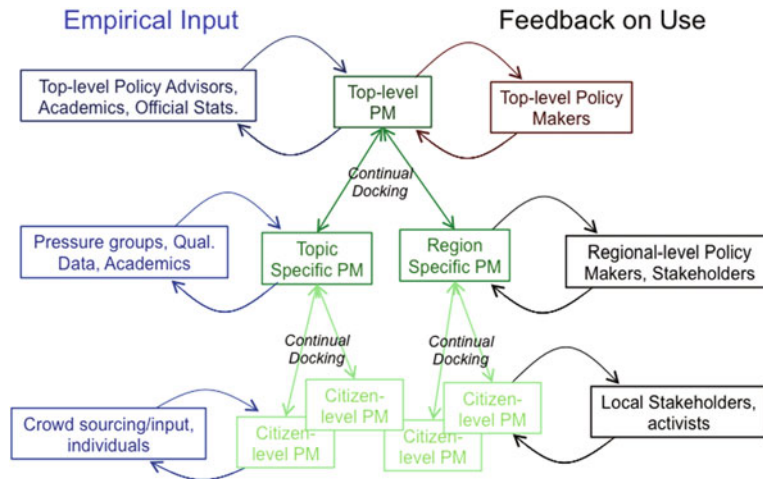 Empirical Input
Feedback on Use
Top-level Policy Advisors,
Academics, Official Stats.
Top-level
PM
Top-level Policy
Makers
Continual
Docking
Pressure groups, Qual.
Data, Academics
Topic
Specific PM
Region
Specific PM
Regional-level Policy
Makers, Stakeholders
Continual
Docking
Continual
Docking
Crowd sourcing/input,
individuals
Citizen-
level PM
Citizen-
level PM
Citizen-
level PM
Citizen-
level PM
Local Stakeholders,
activists